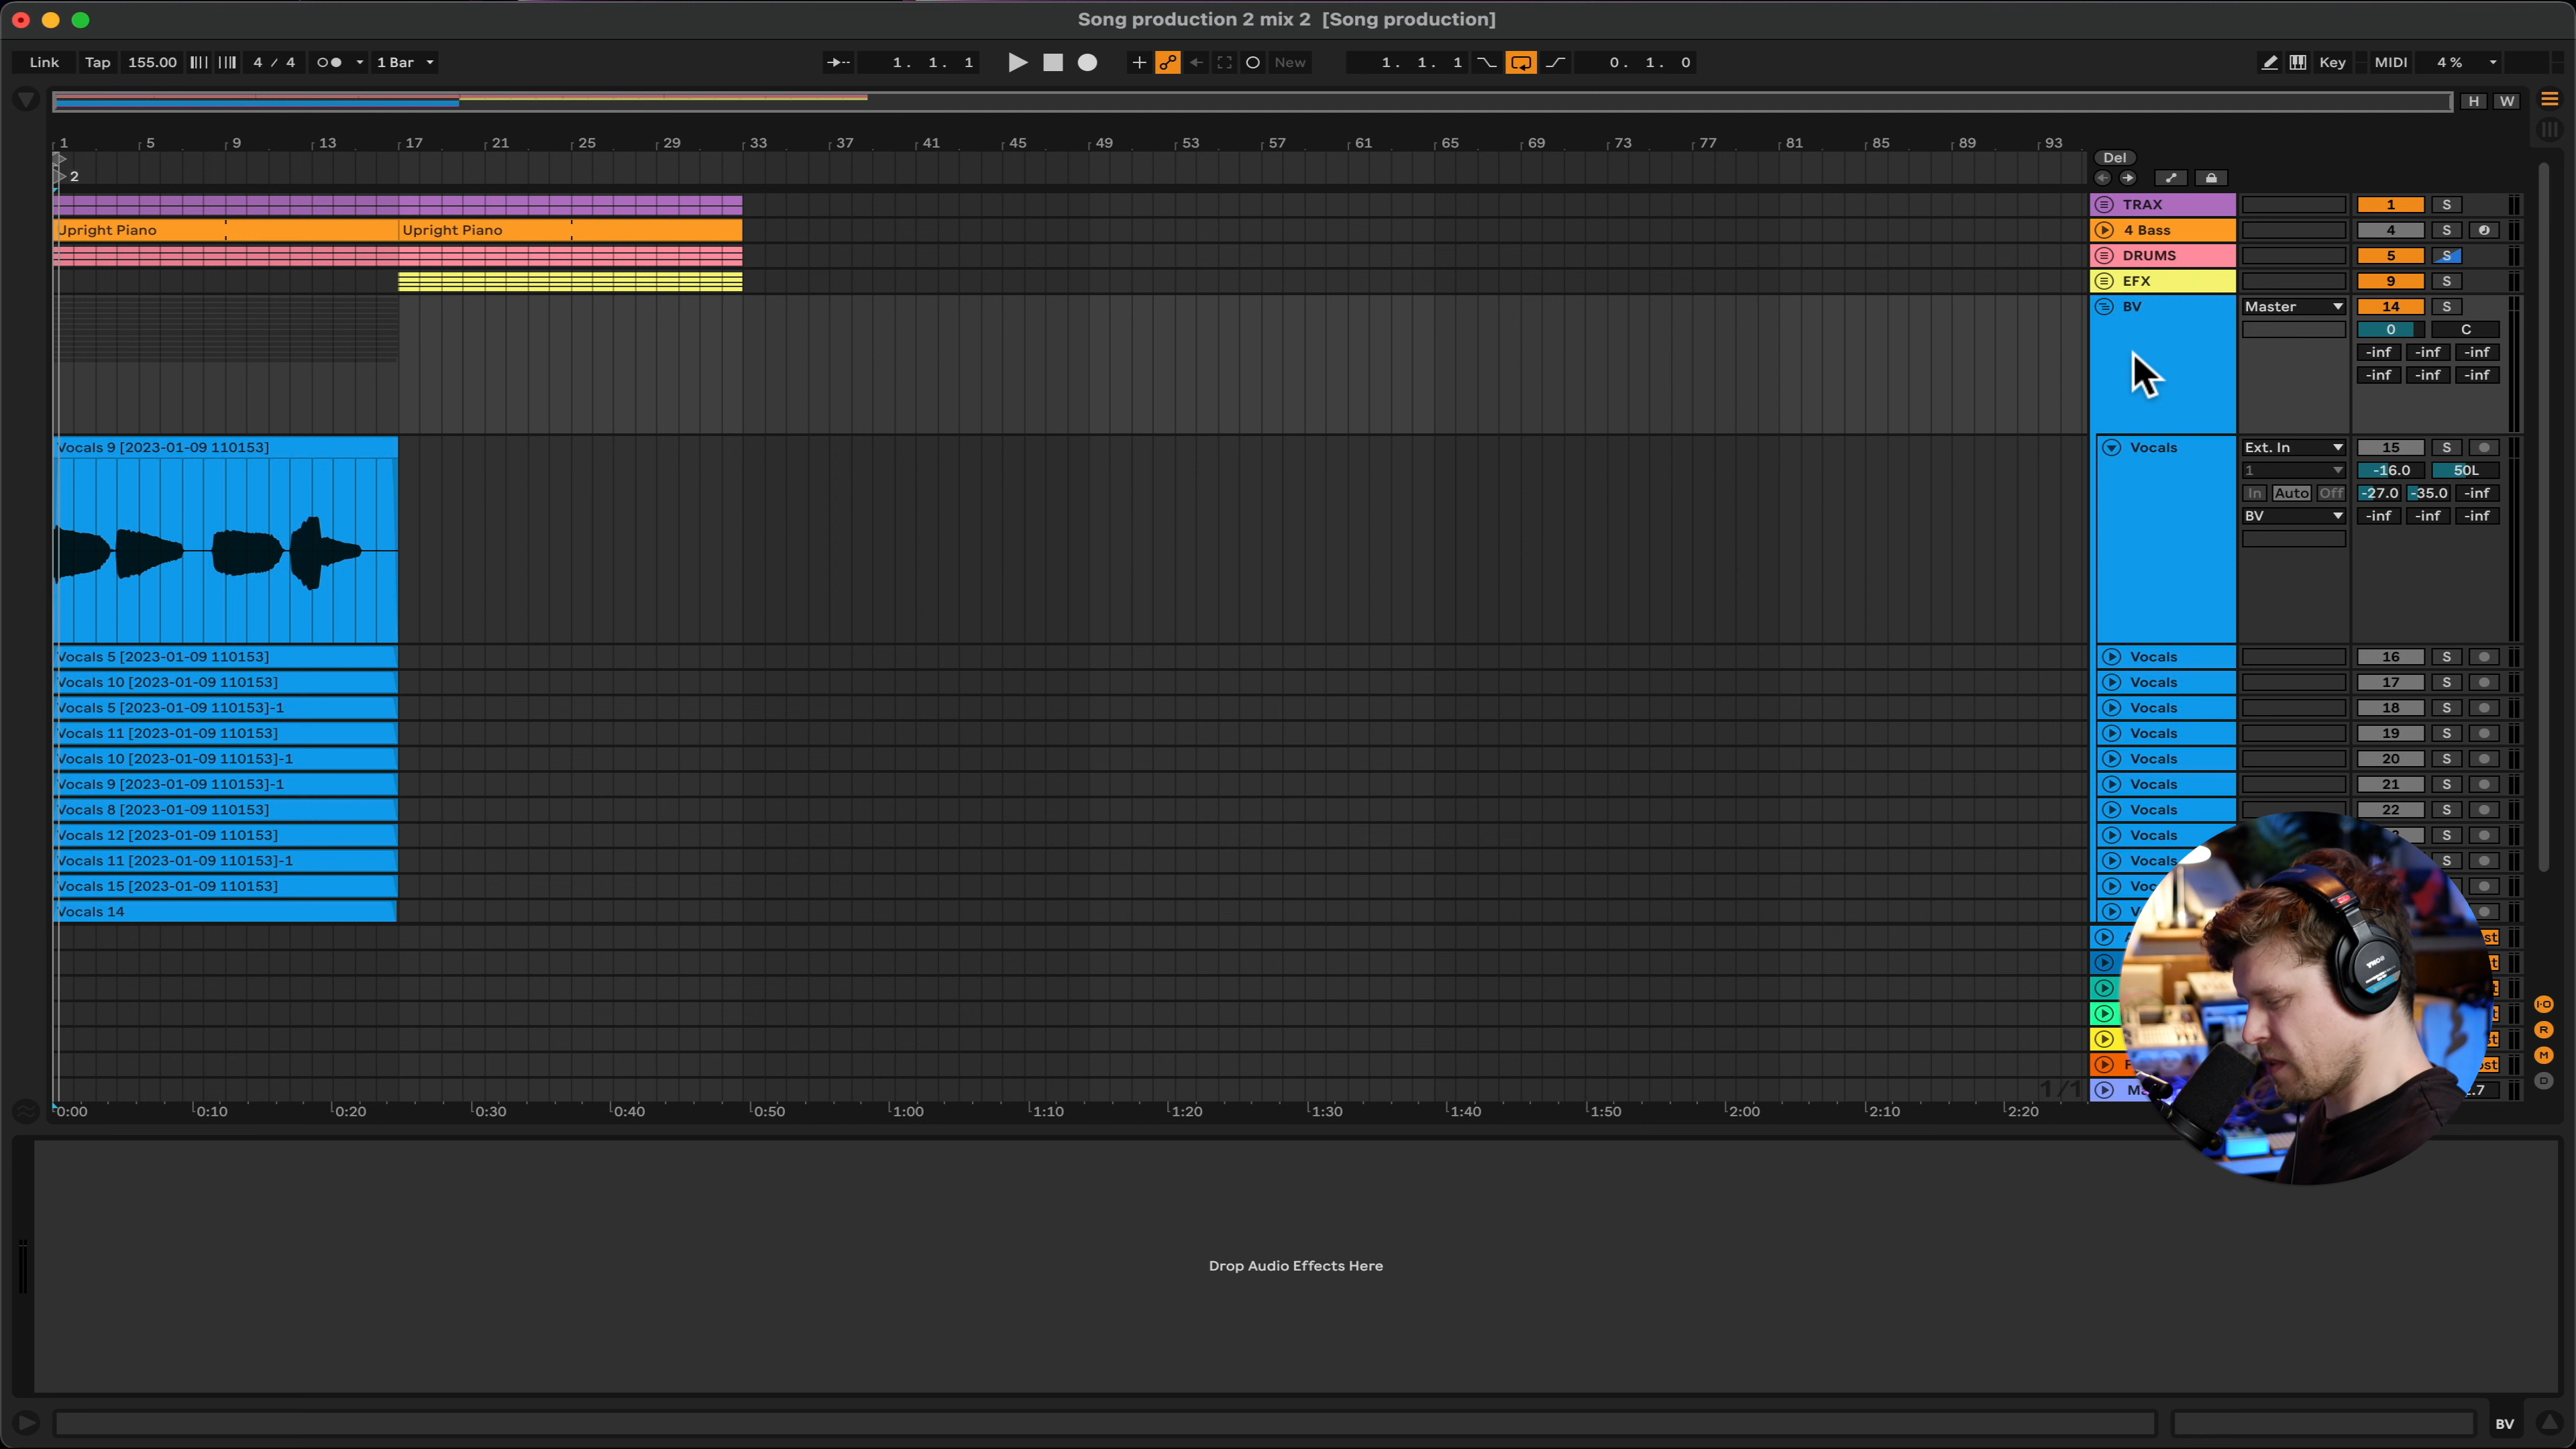 Song production 2 mix 2 [Song production]
Link Tap 155.00 4 / 4 1 Bar 1. 1. 1 New 1. 1. 1 0. 1. 0 Key MIDI 4 %
H W
1 5 9 13 17 21 25 29 33 37 41 45 49 53 57 61 65 69 73 77 81 85 89 93
Del
2
TRAX 1 S
Upright Piano Upright Piano 4 Bass 4 S
DRUMS 5 S
EFX 9 S
BV Master 14 S
0 C
-inf -inf -inf
-inf -inf -inf
Vocals 9 [2023-01-09 110153] Vocals Ext. In 15 S
1 -16.0 50L
In Auto Off -27.0 -35.0 -inf
BV -inf -inf -inf
Vocals 5 [2023-01-09 110153] Vocals 16 S
Vocals 10 [2023-01-09 110153] Vocals 17 S
Vocals 5 [2023-01-09 110153]-1 Vocals 18 S
Vocals 11 [2023-01-09 110153] Vocals 19 S
Vocals 10 [2023-01-09 110153]-1 Vocals 20 S
Vocals 9 [2023-01-09 110153]-1 Vocals 21 S
Vocals 8 [2023-01-09 110153] Vocals 22 S
Vocals 12 [2023-01-09 110153] Vocals S
Vocals 11 [2023-01-09 110153]-1 Vocals S
Vocals 15 [2023-01-09 110153]
Vocals 14
I·O
R
M
D
1/1
0:00 0:10 0:20 0:30 0:40 0:50 1:00 1:10 1:20 1:30 1:40 1:50 2:00 2:10 2:20
Drop Audio Effects Here
BV